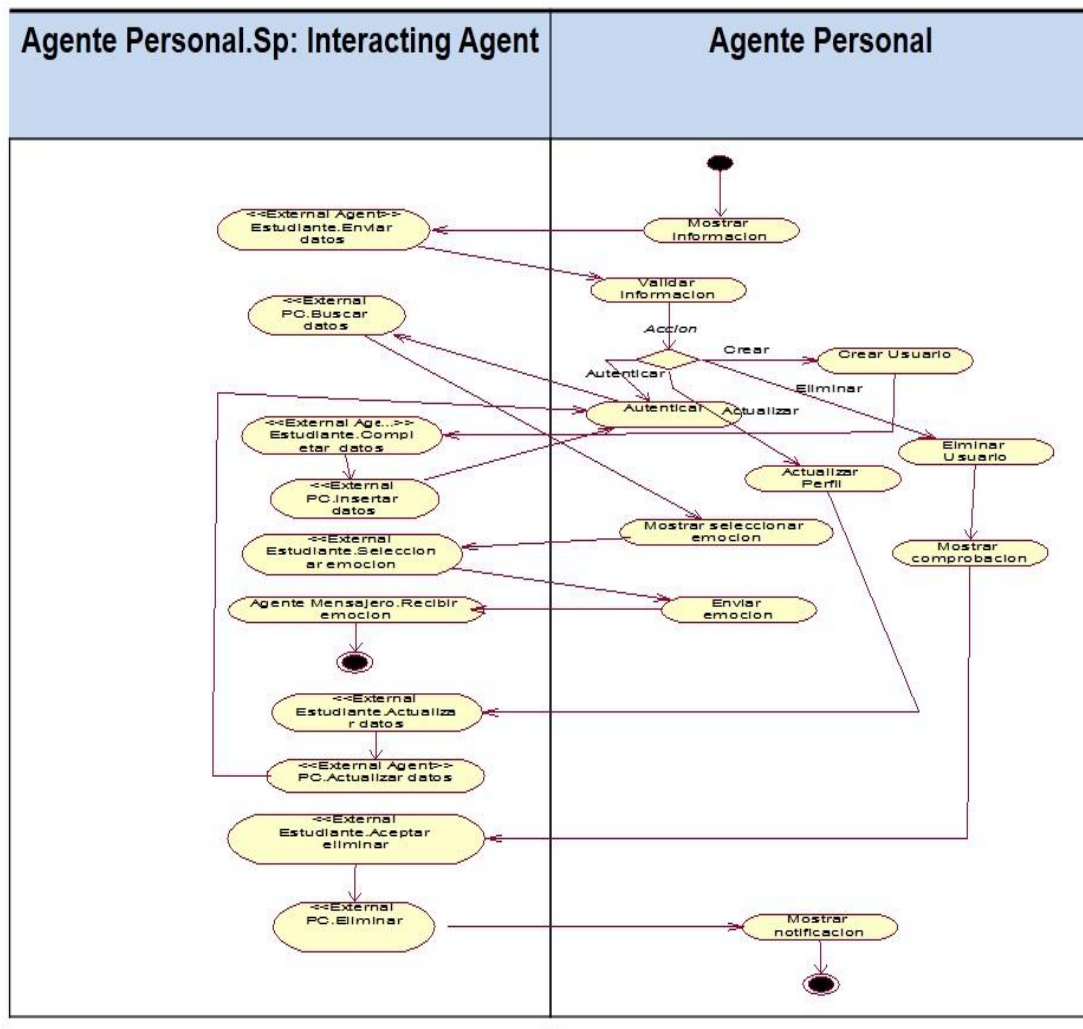 Agente Personal.Sp: Interacting Agent
Agente Personal
<<External Agent>>
Estudiante.Enviar
datos
Mostrar
Informacion
Validar
Informacion
<<External
PC.Buscar
datos
Accion
Crear
Crear Usuario
Autenticar
Eliminar
Autenticar
Actualizar
<<External Age...>>
Estudiante.Compl
etar datos
Eliminar
Usuario
<<External
PC.Insertar
datos
Actualizar
Perfil
Mostrar seleccionar
emocion
<<External
Estudiante.Seleccion
ar emocion
Mostrar
comprobacion
Agente Mensajero.Recibir
emocion
Enviar
emocion
<<External
Estudiante.Actualiza
r datos
<<External Agent>>
PC.Actualizar datos
<<External
Estudiante.Aceptar
eliminar
<<External
PC.Eliminar
Mostrar
notificacion